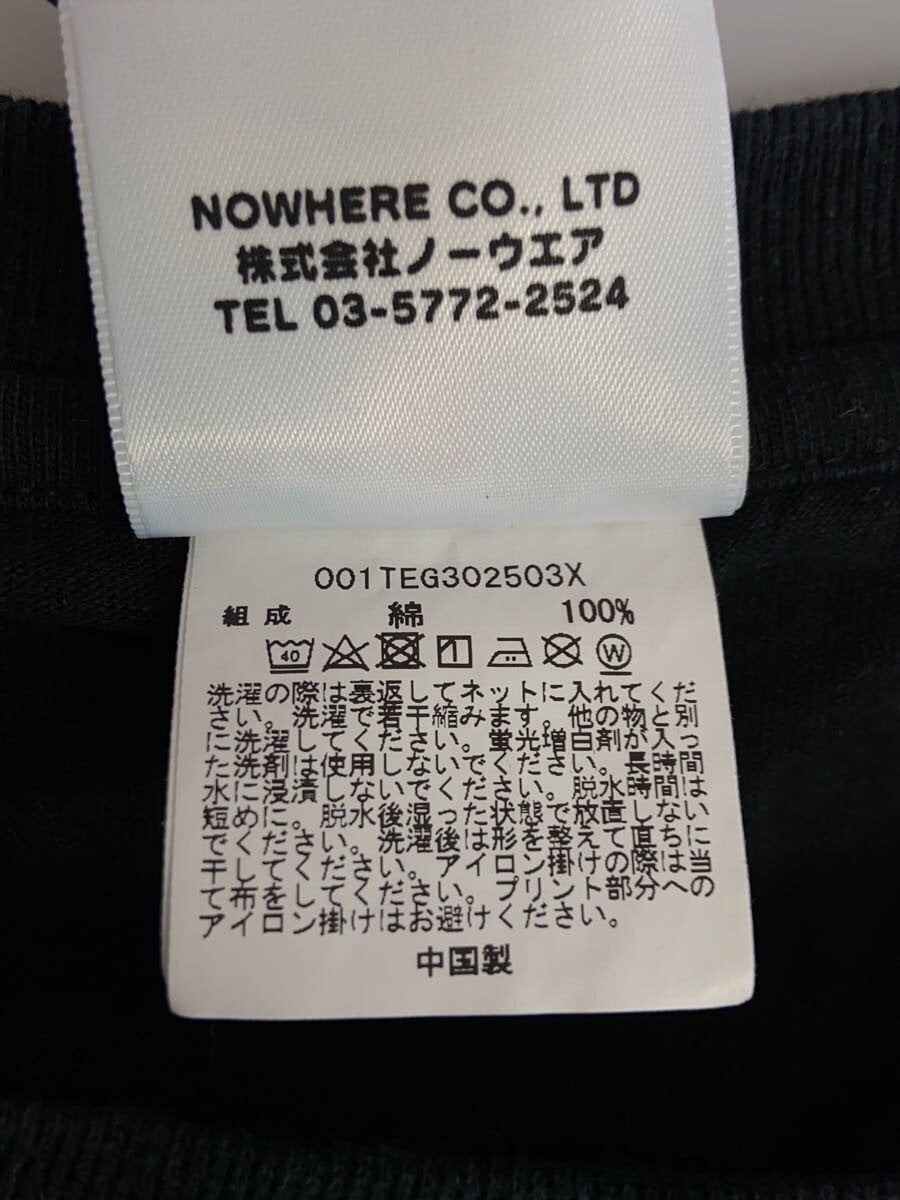 NOWHERE CO., LTD
株式会社ノーウエア
TEL 03-5772-2524
001TEG302503X
組成 綿 100%
40 W
洗濯の際は裏返してネットに入れてくだ
さい。洗濯で若干縮みます。他の物と別
に洗濯してください。蛍光増白剤が入っ
た洗剤は使用しないでください。長時間
水に浸漬しないでください。脱水時間は
短めに。脱水後湿った状態で放置しない
でください。洗濯後は形を整えて直ちに
干してください。アイロン掛けの際は当
て布をしてください。プリント部分への
アイロン掛けはお避けください。
中国製